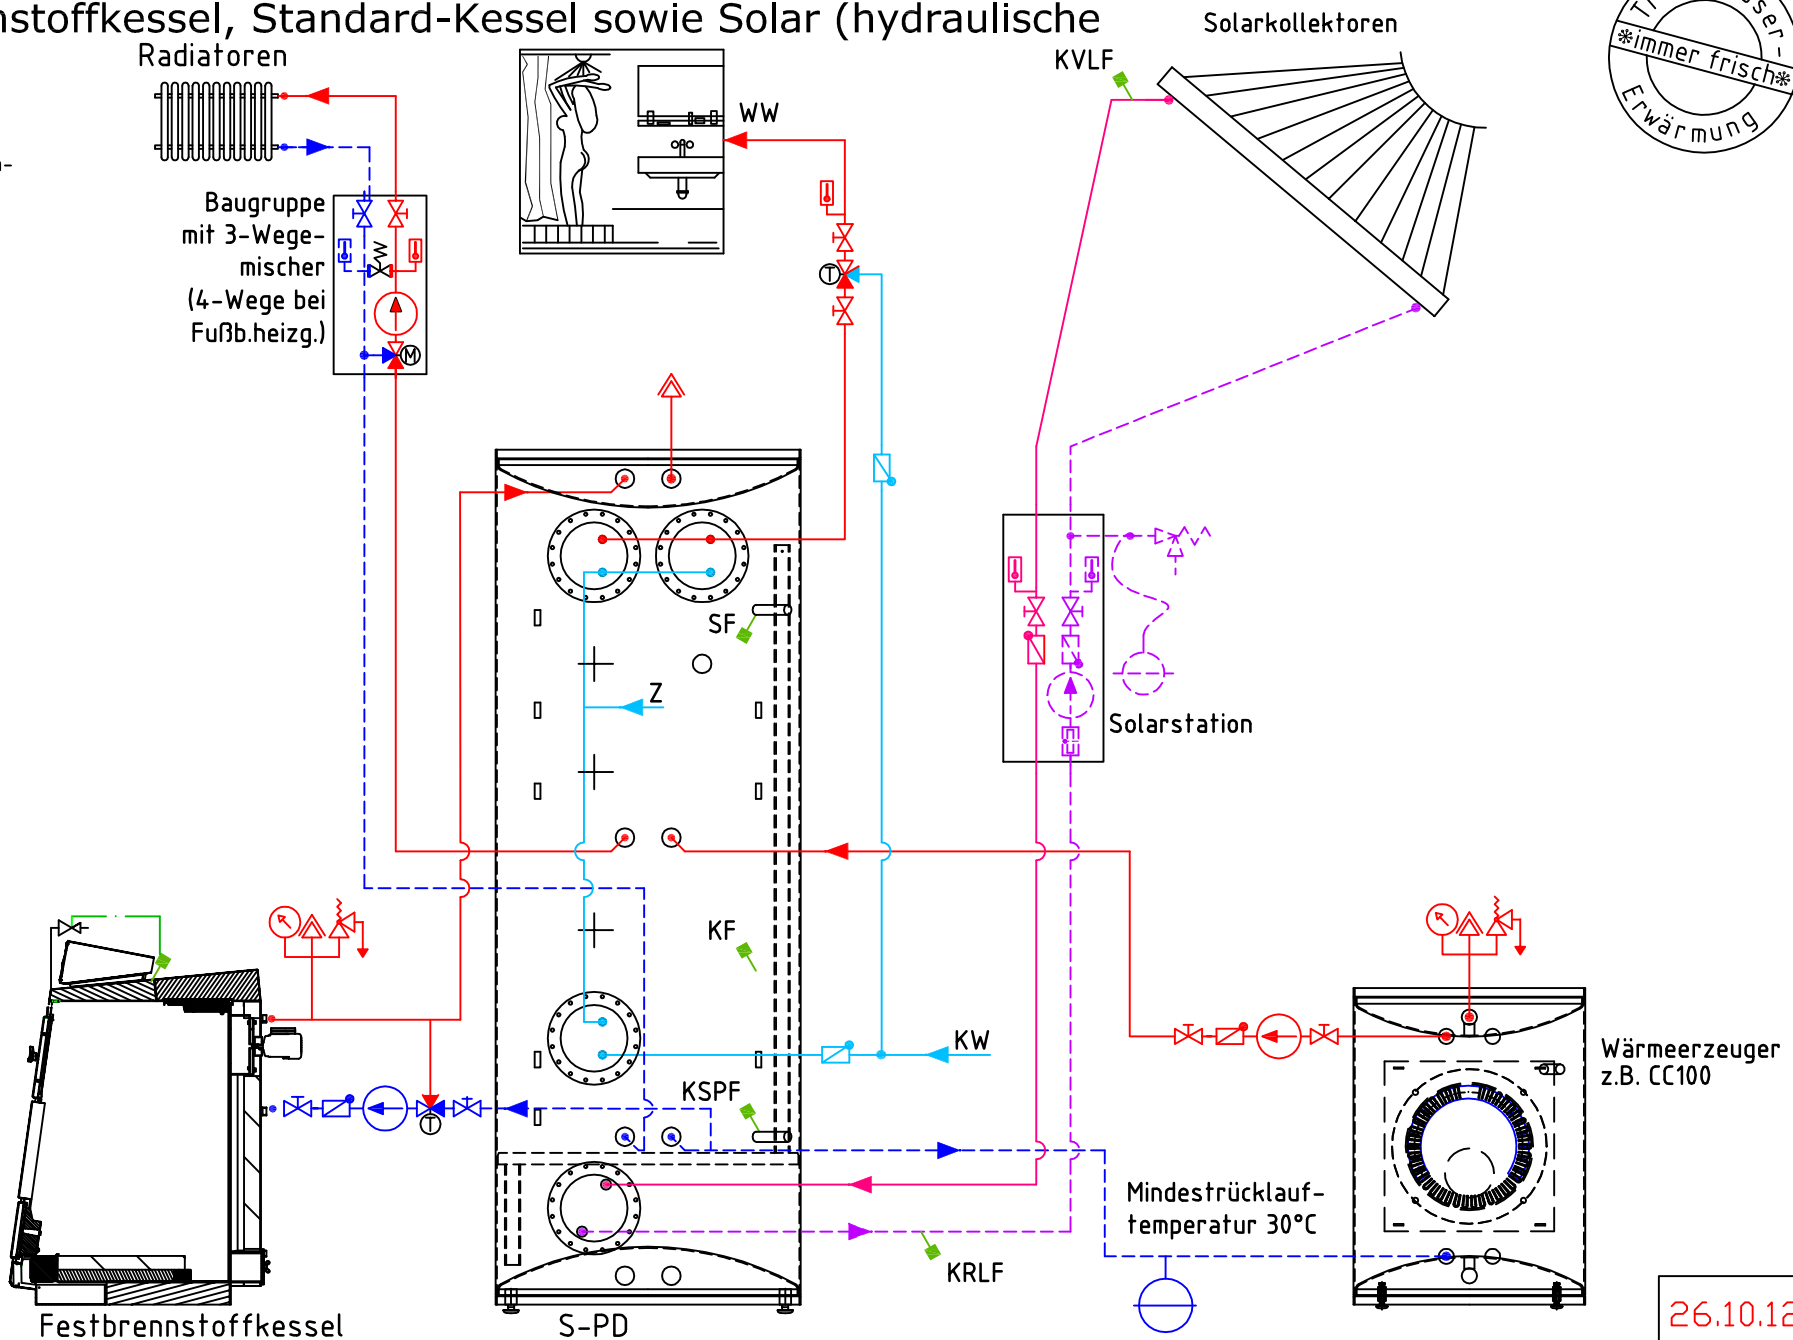 Standard-Kessel sowie Solar (hydraulische
Solarkollektoren
Radiatoren
KVLF
*immer frisch*
Erwärmung
WW
Baugruppe
mit 3-Wege-
mischer
(4-Wege bei
Fußb.heizg.)
T
M
SF
Z
Solarstation
KF
KW
KSPF
T
Wärmeerzeuger
z.B. CC100
Mindestrücklauf-
temperatur 30°C
KRLF
Festbrennstoffkessel
S-PD
26.10.12